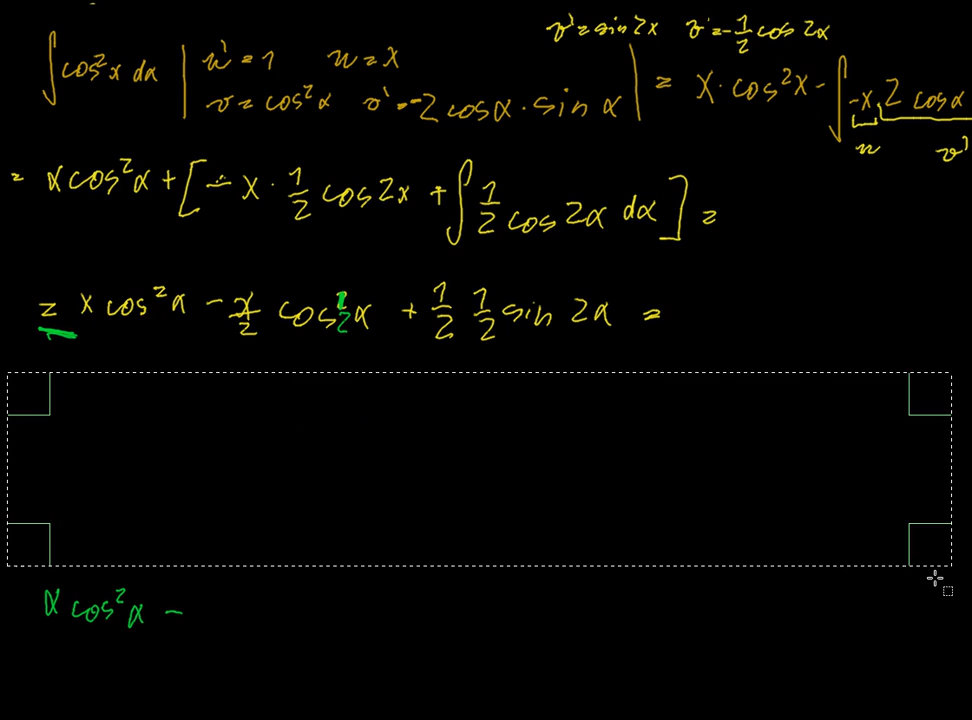 v' = sin 2x v = -1/2 cos 2x
∫ cos²x dx | u' = 1 u = x
v = cos²x v' = -2 cos x · sin x | = x · cos²x - ∫ -x · 2 cos x
u v'
= x cos²x + [ - x · 1/2 cos 2x + ∫ 1/2 cos 2x dx ] =
= x cos²x - x/2 cos 2x + 1/2 1/2 sin 2x =
x cos²x -